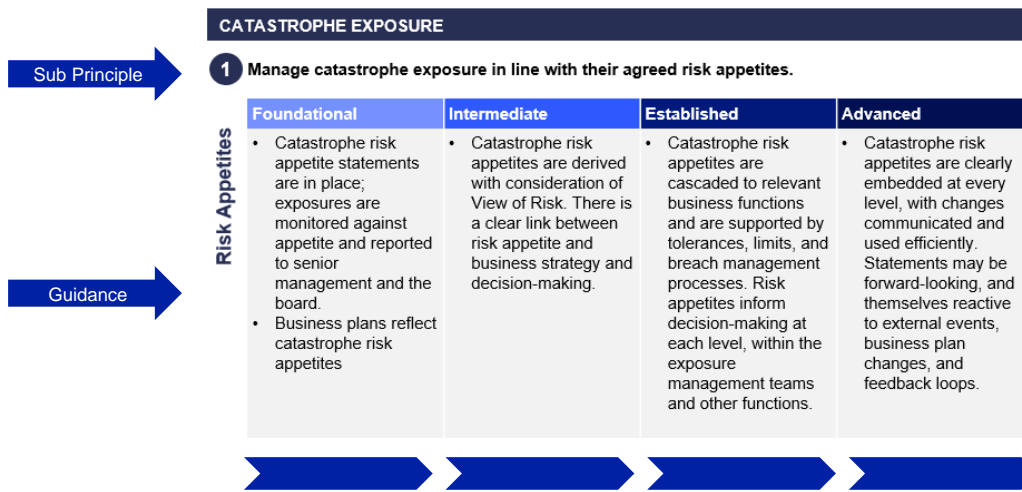 CATASTROPHE EXPOSURE
Sub Principle
1 Manage catastrophe exposure in line with their agreed risk appetites.
Risk Appetites
Foundational
• Catastrophe risk
appetite statements
are in place;
exposures are
monitored against
appetite and reported
to senior
management and the
board.
• Business plans reflect
catastrophe risk
appetites
Intermediate
• Catastrophe risk
appetites are derived
with consideration of
View of Risk. There is
a clear link between
risk appetite and
business strategy and
decision-making.
Established
• Catastrophe risk
appetites are
cascaded to relevant
business functions
and are supported by
tolerances, limits, and
breach management
processes. Risk
appetites inform
decision-making at
each level, within the
exposure
management teams
and other functions.
Advanced
• Catastrophe risk
appetites are clearly
embedded at every
level, with changes
communicated and
used efficiently.
Statements may be
forward-looking, and
themselves reactive
to external events,
business plan
changes, and
feedback loops.
Guidance